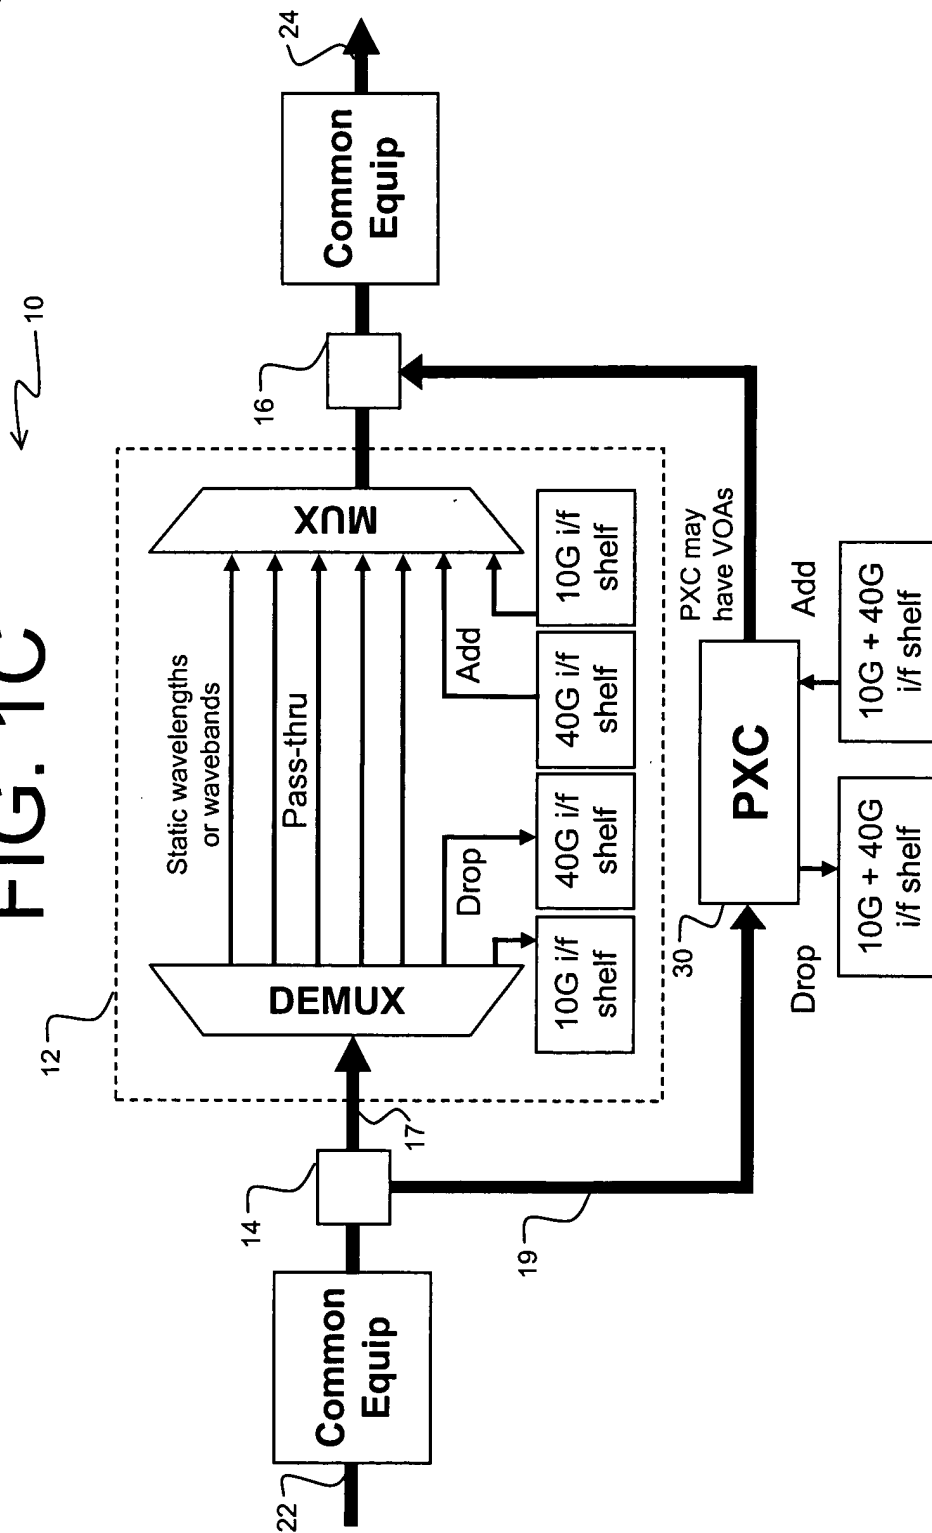 FIG. 1C
10
12
Static wavelengths
or wavebands
Pass-thru
DEMUX
MUX
Drop
Add
10G i/f
shelf
40G i/f
shelf
40G i/f
shelf
10G i/f
shelf
22
Common
Equip
14
17
19
16
Common
Equip
24
30
PXC
PXC may
have VOAs
Drop
Add
10G + 40G
i/f shelf
10G + 40G
i/f shelf